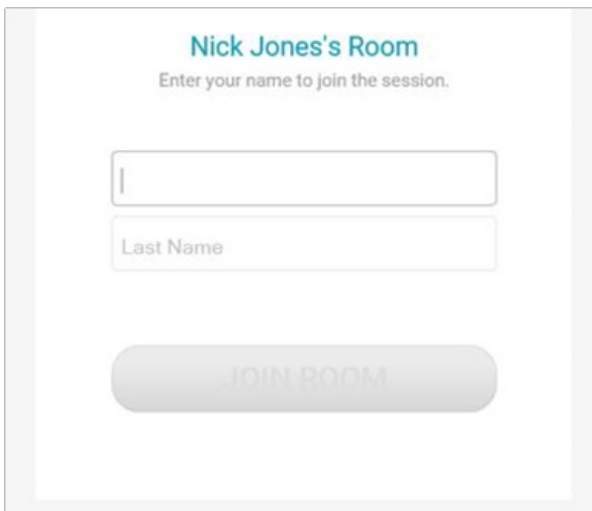 Nick Jones's Room
Enter your name to join the session.
Last Name
JOIN ROOM